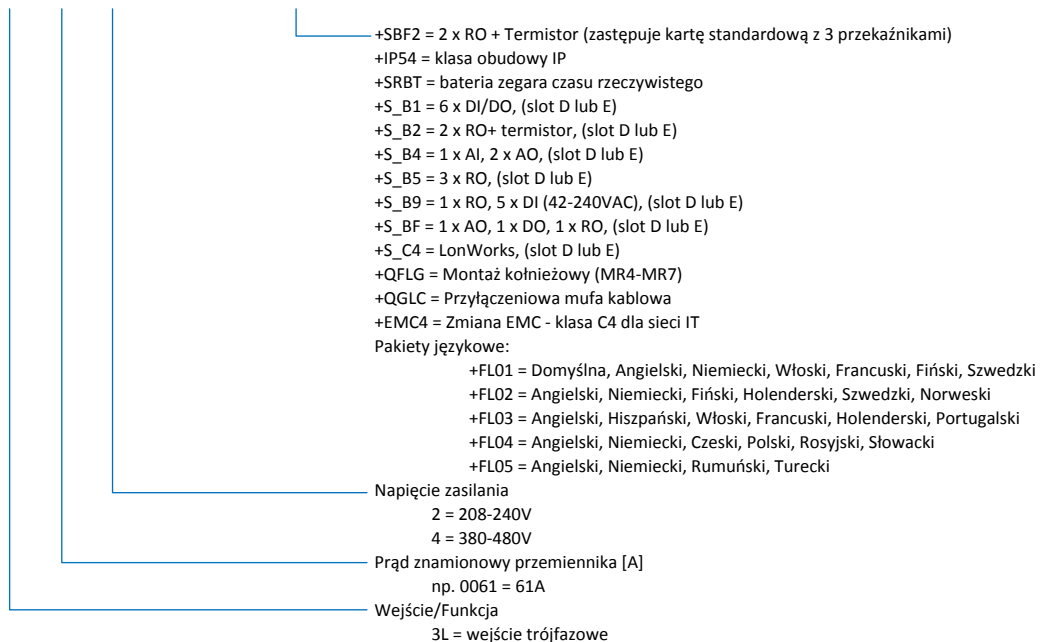 +SBF2 = 2 x RO + Termistor (zastępuje kartę standardową z 3 przekaźnikami)
+IP54 = klasa obudowy IP
+SRBT = bateria zegara czasu rzeczywistego
+S_B1 = 6 x DI/DO, (slot D lub E)
+S_B2 = 2 x RO+ termistor, (slot D lub E)
+S_B4 = 1 x AI, 2 x AO, (slot D lub E)
+S_B5 = 3 x RO, (slot D lub E)
+S_B9 = 1 x RO, 5 x DI (42-240VAC), (slot D lub E)
+S_BF = 1 x AO, 1 x DO, 1 x RO, (slot D lub E)
+S_C4 = LonWorks, (slot D lub E)
+QFLG = Montaż kołnieżowy (MR4-MR7)
+QGLC = Przyłączeniowa mufa kablowa
+EMC4 = Zmiana EMC - klasa C4 dla sieci IT
Pakiety językowe:
+FL01 = Domyślna, Angielski, Niemiecki, Włoski, Francuski, Fiński, Szwedzki
+FL02 = Angielski, Niemiecki, Fiński, Holenderski, Szwedzki, Norweski
+FL03 = Angielski, Hiszpański, Włoski, Francuski, Holenderski, Portugalski
+FL04 = Angielski, Niemiecki, Czeski, Polski, Rosyjski, Słowacki
+FL05 = Angielski, Niemiecki, Rumuński, Turecki
Napięcie zasilania
2 = 208-240V
4 = 380-480V
Prąd znamionowy przemiennika [A]
np. 0061 = 61A
Wejście/Funkcja
3L = wejście trójfazowe